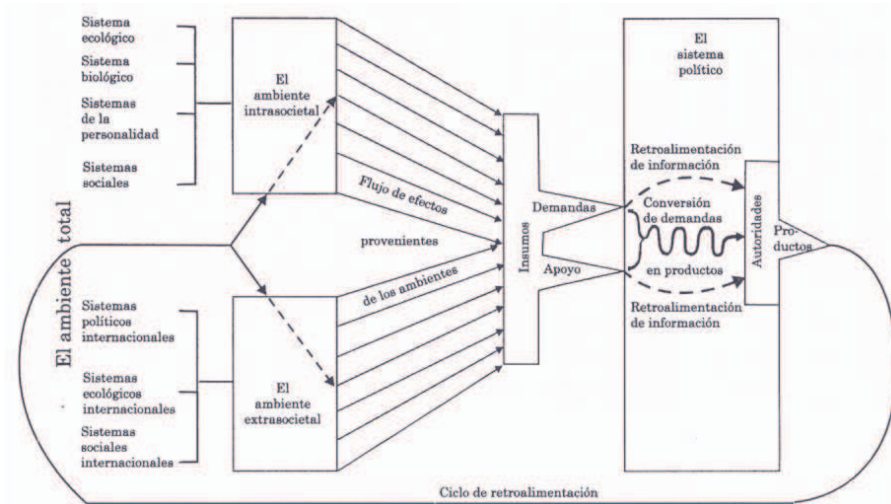 Sistema
ecológico
Sistema
biológico
Sistemas
de la
personalidad
Sistemas
sociales
El ambiente total
Sistemas
políticos
internacionales
Sistemas
ecológicos
internacionales
Sistemas
sociales
internacionales
El
ambiente
intrasocietal
El
ambiente
extrasocietal
Flujo de efectos
provenientes
de los ambientes
Insumos
Demandas
Apoyo
El
sistema
político
Retroalimentación
de información
Conversión
de demandas
en productos
Retroalimentación
de información
Autoridades
Pro-
ductos
Ciclo de retroalimentación